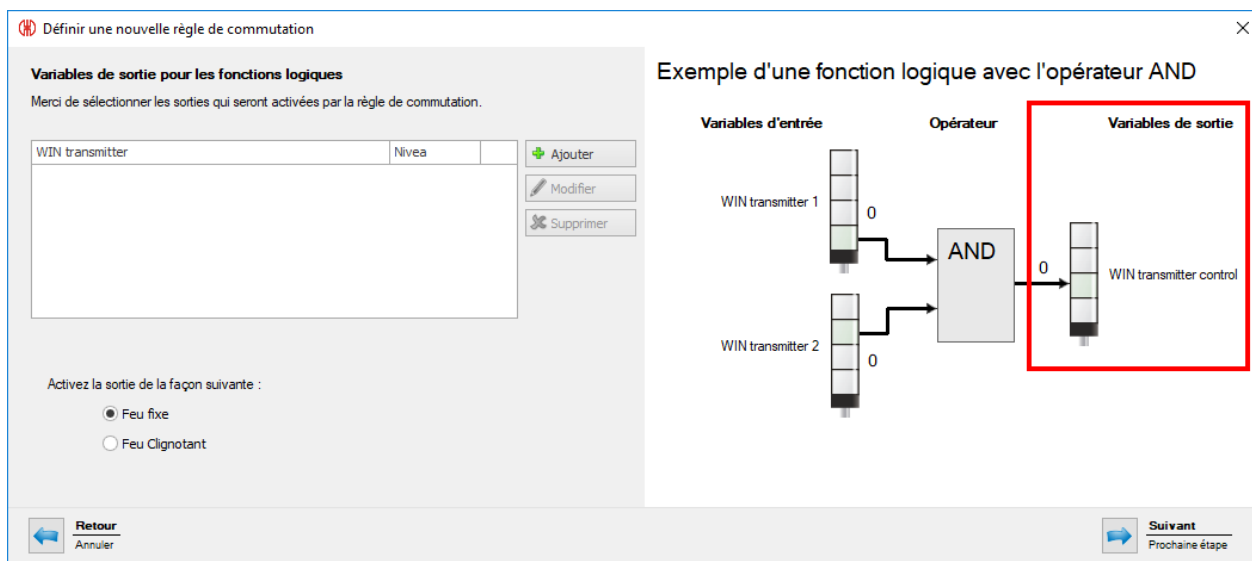 Définir une nouvelle règle de commutation
Variables de sortie pour les fonctions logiques
Merci de sélectionner les sorties qui seront activées par la règle de commutation.
WIN transmitter Nivea
Ajouter
Modifier
Supprimer
Activez la sortie de la façon suivante :
Feu fixe
Feu Clignotant
Exemple d'une fonction logique avec l'opérateur AND
Variables d'entrée Opérateur Variables de sortie
WIN transmitter 1
0
AND
0
WIN transmitter control
WIN transmitter 2
0
Retour
Annuler
Suivant
Prochaine étape